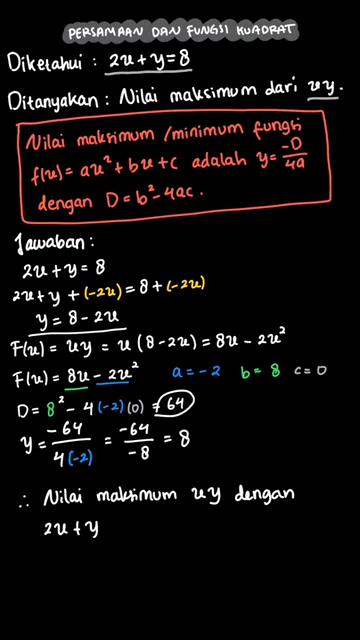 PERSAMAAN DAN FUNGSI KUADRAT
Diketahui : 2x + y = 8
Ditanyakan : Nilai maksimum dari xy.
Nilai maksimum /minimum fungsi
f(x) = ax² + bx + c adalah y = -D/4a
dengan D = b² - 4ac.
Jawaban :
2x + y = 8
2x + y + (-2x) = 8 + (-2x)
y = 8 - 2x
F(x) = xy = x (8 - 2x) = 8x - 2x²
F(x) = 8x - 2x² a = -2 b = 8 c = 0
D = 8² - 4 (-2) (0) = 64
y = -64/4(-2) = -64/-8 = 8
∴ Nilai maksimum xy dengan
2x + y